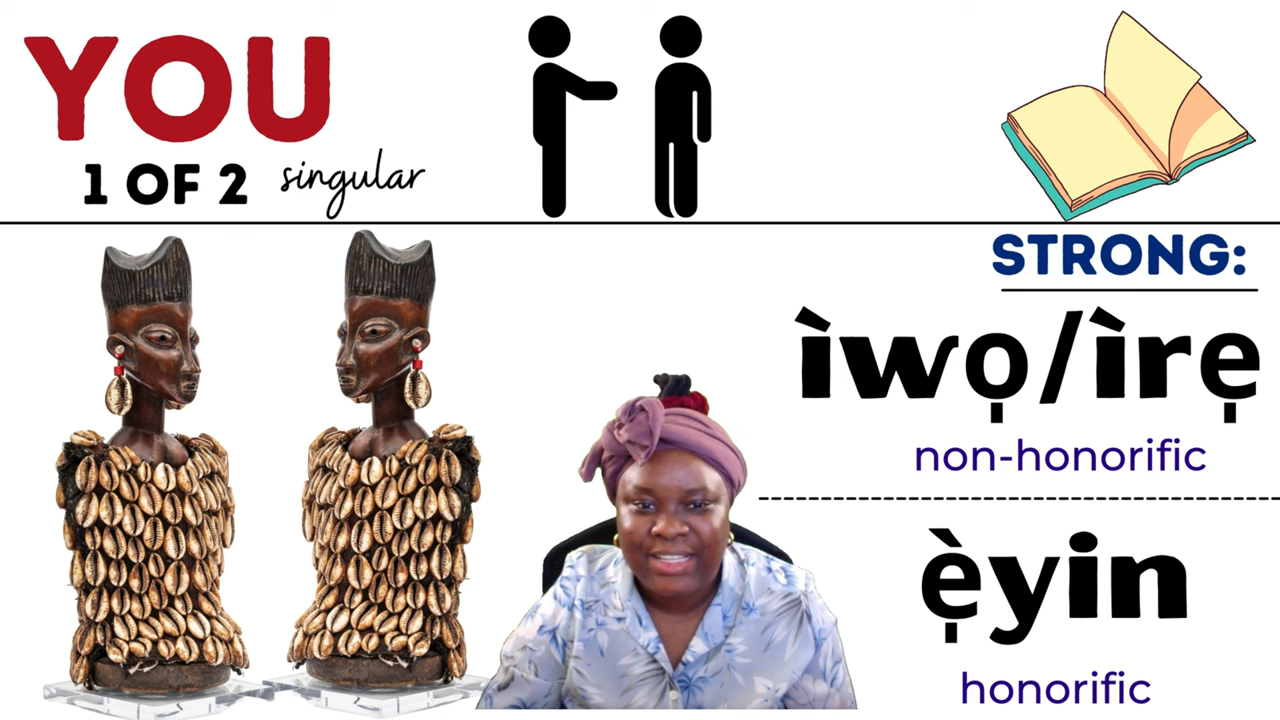 YOU
1 OF 2 singular
STRONG:
ìwọ/ìrẹ
non-honorific
ẹ̀yin
honorific